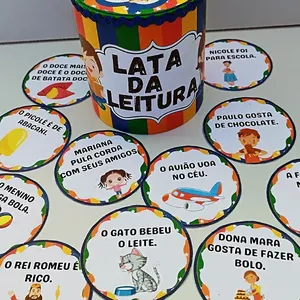 LATA
DA
LEITURA
O DOCE MAIS
DOCE É O DOCE
DE BATATA DOCE
NICOLE FOI
PARA ESCOLA.
O PICOLÉ É DE
ABACAXI.
MARIANA
PULA CORDA
COM SEUS AMIGOS
PAULO GOSTA
DE CHOCOLATE.
O AVIÃO VOA
NO CÉU.
MENINO
BOLA.
O GATO BEBEU
O LEITE.
O REI ROMEU É
RICO.
DONA MARA
GOSTA DE FAZER
BOLO.